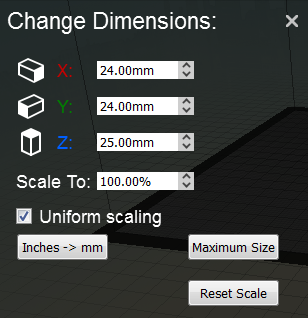 Change Dimensions:
X: 24.00mm
Y: 24.00mm
Z: 25.00mm
Scale To: 100.00%
Uniform scaling
Inches -> mm Maximum Size
Reset Scale